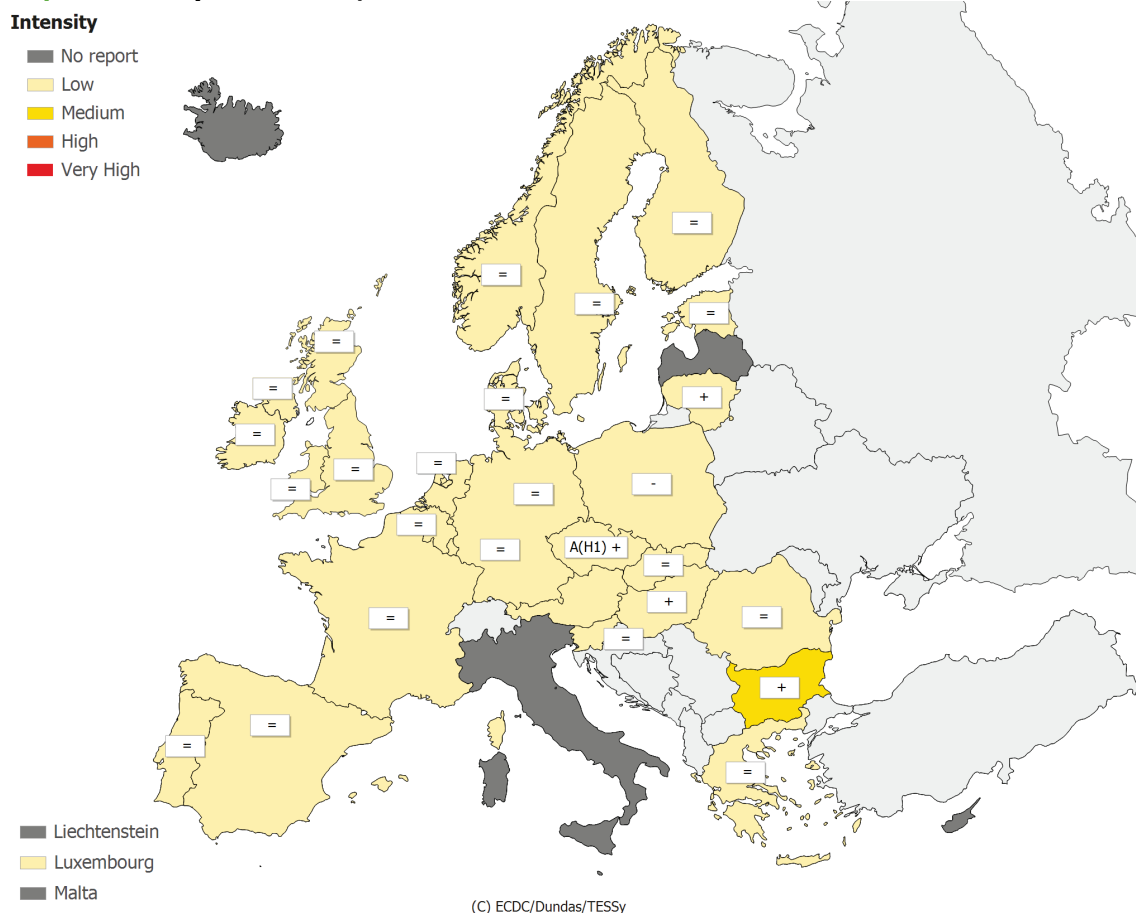 Intensity
No report
Low
Medium
High
Very High
=
=
=
=
=
=
=
+
=
=
=
=
-
=
=
A(H1) +
=
=
+
=
=
=
+
=
=
=
Liechtenstein
Luxembourg
Malta
(C) ECDC/Dundas/TESSy